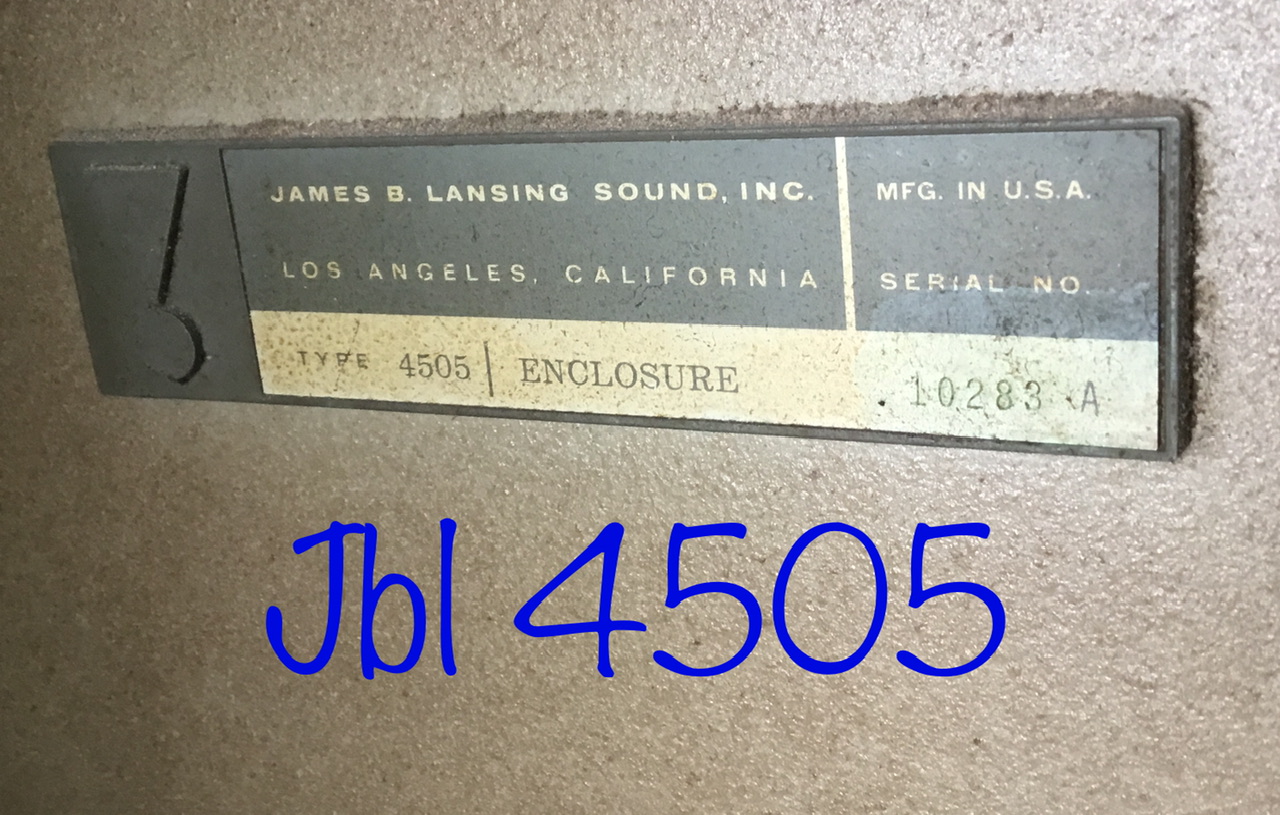 JAMES B. LANSING SOUND, INC.
LOS ANGELES, CALIFORNIA
MFG. IN U.S.A.
SERIAL NO.
TYPE 4505 | ENCLOSURE
10283 A
Jbl 4505